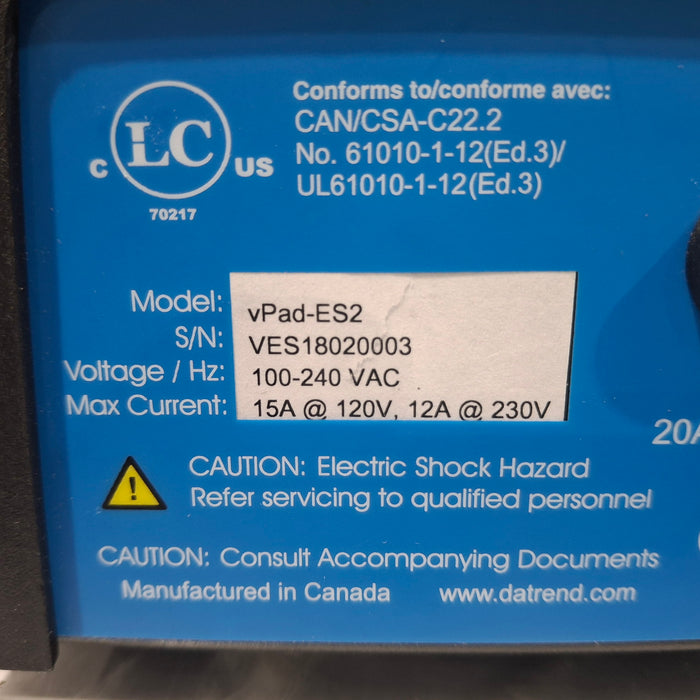 Conforms to/conforme avec:
CAN/CSA-C22.2
No. 61010-1-12(Ed.3)/
UL61010-1-12(Ed.3)
C LC US
70217
Model: vPad-ES2
S/N: VES18020003
Voltage / Hz: 100-240 VAC
Max Current: 15A @ 120V, 12A @ 230V
20A
CAUTION: Electric Shock Hazard
Refer servicing to qualified personnel
CAUTION: Consult Accompanying Documents
Manufactured in Canada www.datrend.com